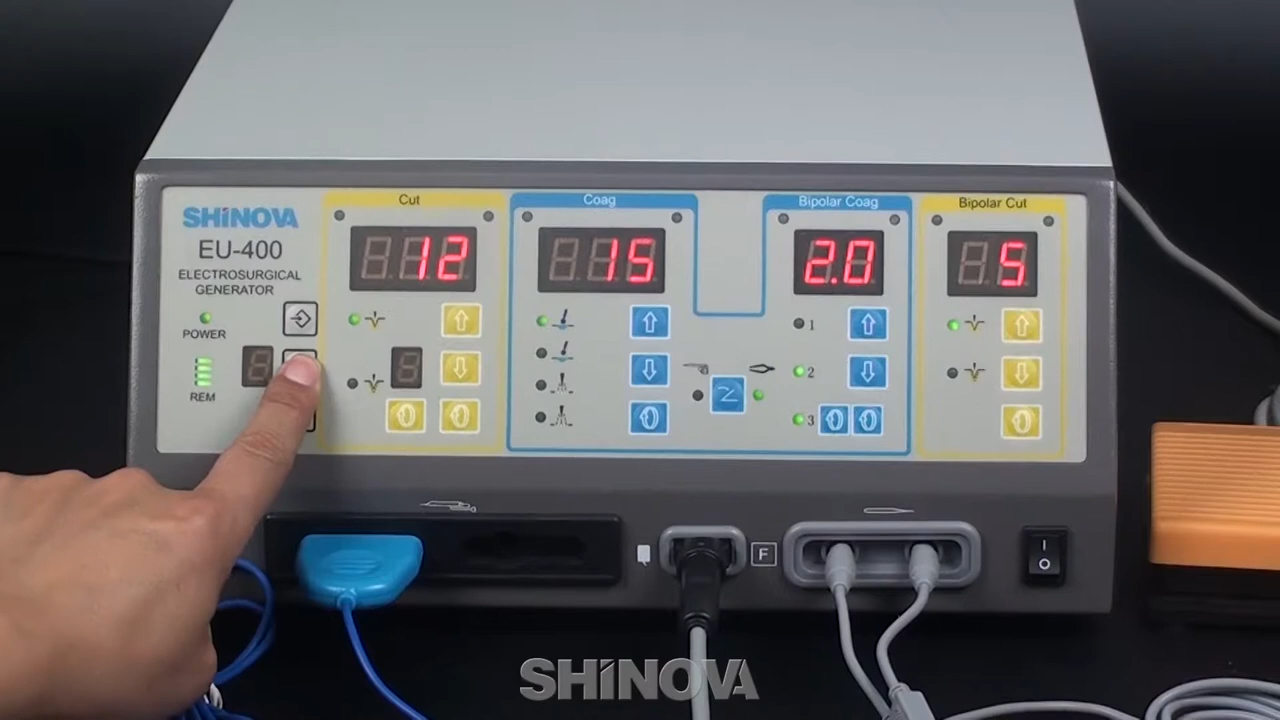 SHINOVA
EU-400
ELECTROSURGICAL
GENERATOR
POWER
REM
Cut
12
Coag
15
Bipolar Coag
2.0
1
2
3
Bipolar Cut
5
F
I
O
SHINOVA